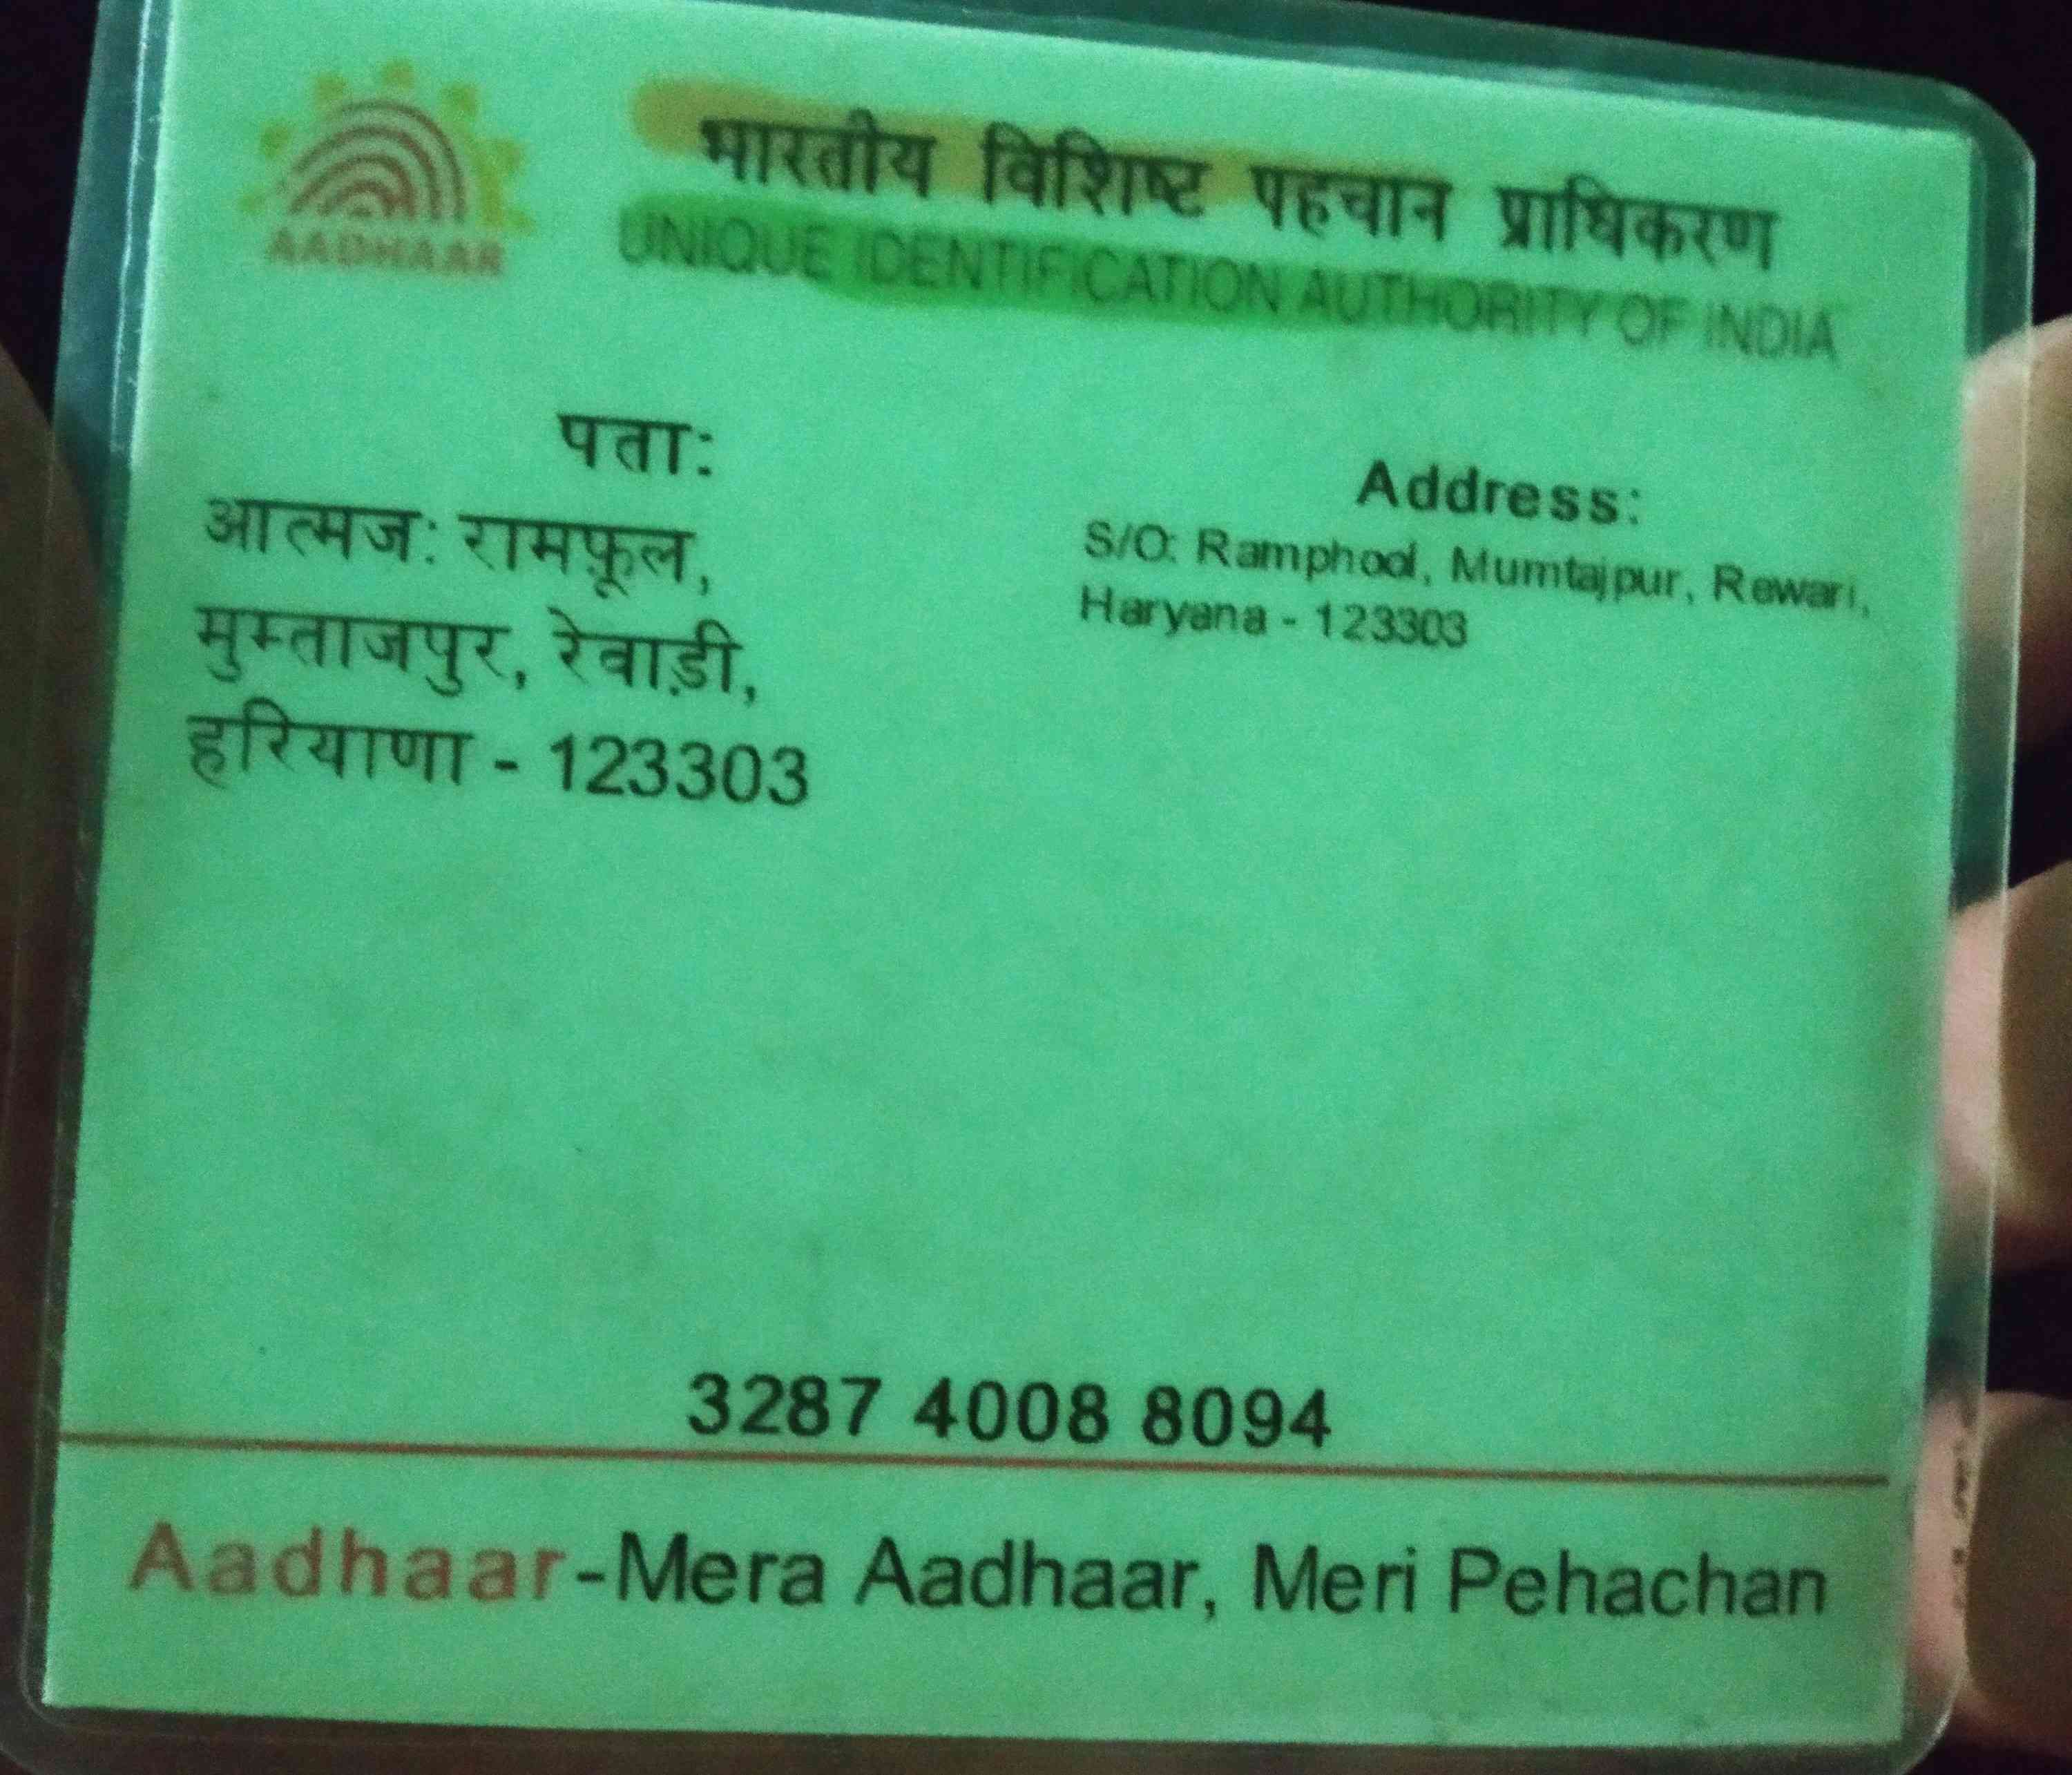 AADHAAR
भारतीय विशिष्ट पहचान प्राधिकरण
UNIQUE IDENTIFICATION AUTHORITY OF INDIA
पता:
आत्मज: रामफ़ूल,
मुम्ताजपुर, रेवाड़ी,
हरियाणा - 123303
Address:
S/O: Ramphool, Mumtajpur, Rewari,
Haryana - 123303
3287 4008 8094
Aadhaar-Mera Aadhaar, Meri Pehachan